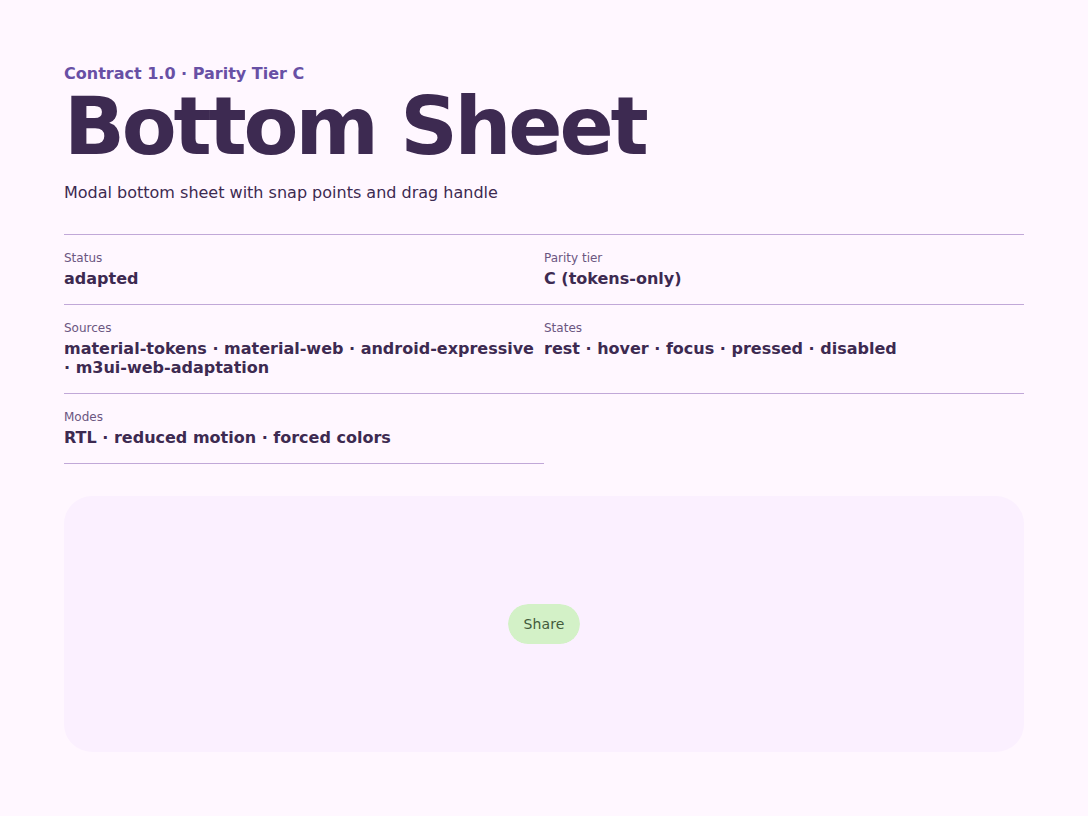 Contract 1.0 · Parity Tier C
Bottom Sheet
Modal bottom sheet with snap points and drag handle
Status
adapted
Parity tier
C (tokens-only)
Sources
material-tokens · material-web · android-expressive
· m3ui-web-adaptation
States
rest · hover · focus · pressed · disabled
Modes
RTL · reduced motion · forced colors
Share